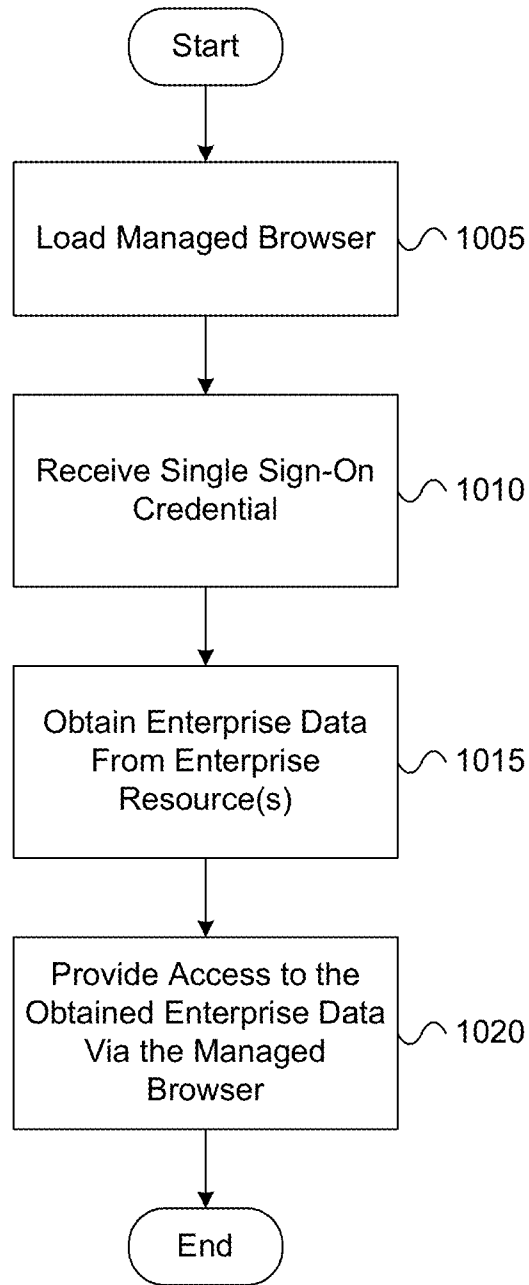 Start
Load Managed Browser
1005
Receive Single Sign-On
Credential
1010
Obtain Enterprise Data
From Enterprise
Resource(s)
1015
Provide Access to the
Obtained Enterprise Data
Via the Managed
Browser
1020
End